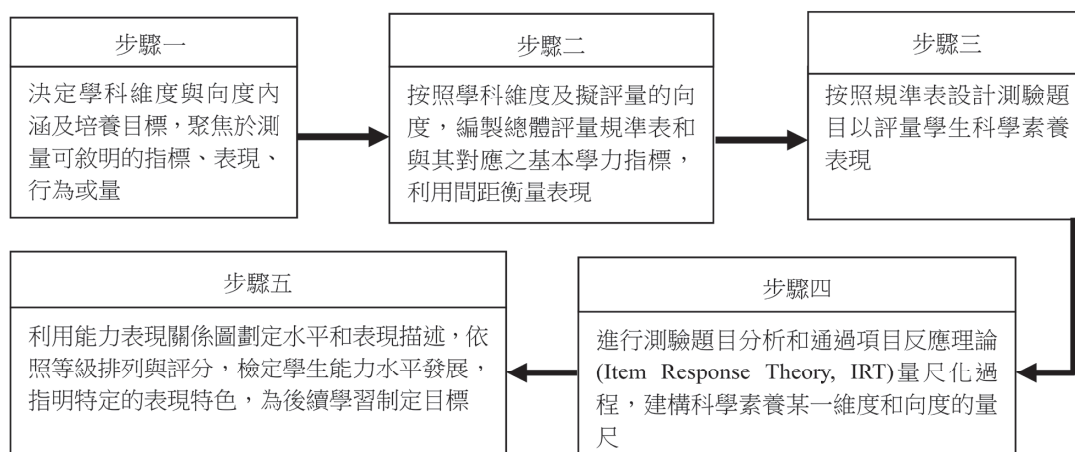 步驟一
決定學科維度與向度內
涵及培養目標，聚焦於測
量可敘明的指標、表現、
行為或量
步驟二
按照學科維度及擬評量的向
度，編製總體評量規準表和
與其對應之基本學力指標，
利用間距衡量表現
步驟三
按照規準表設計測驗題
目以評量學生科學素養
表現
步驟四
進行測驗題目分析和通過項目反應理論
(Item Response Theory, IRT)量尺化過
程，建構科學素養某一維度和向度的量
尺
步驟五
利用能力表現關係圖劃定水平和表現描述，依
照等級排列與評分，檢定學生能力水平發展，
指明特定的表現特色，為後續學習制定目標